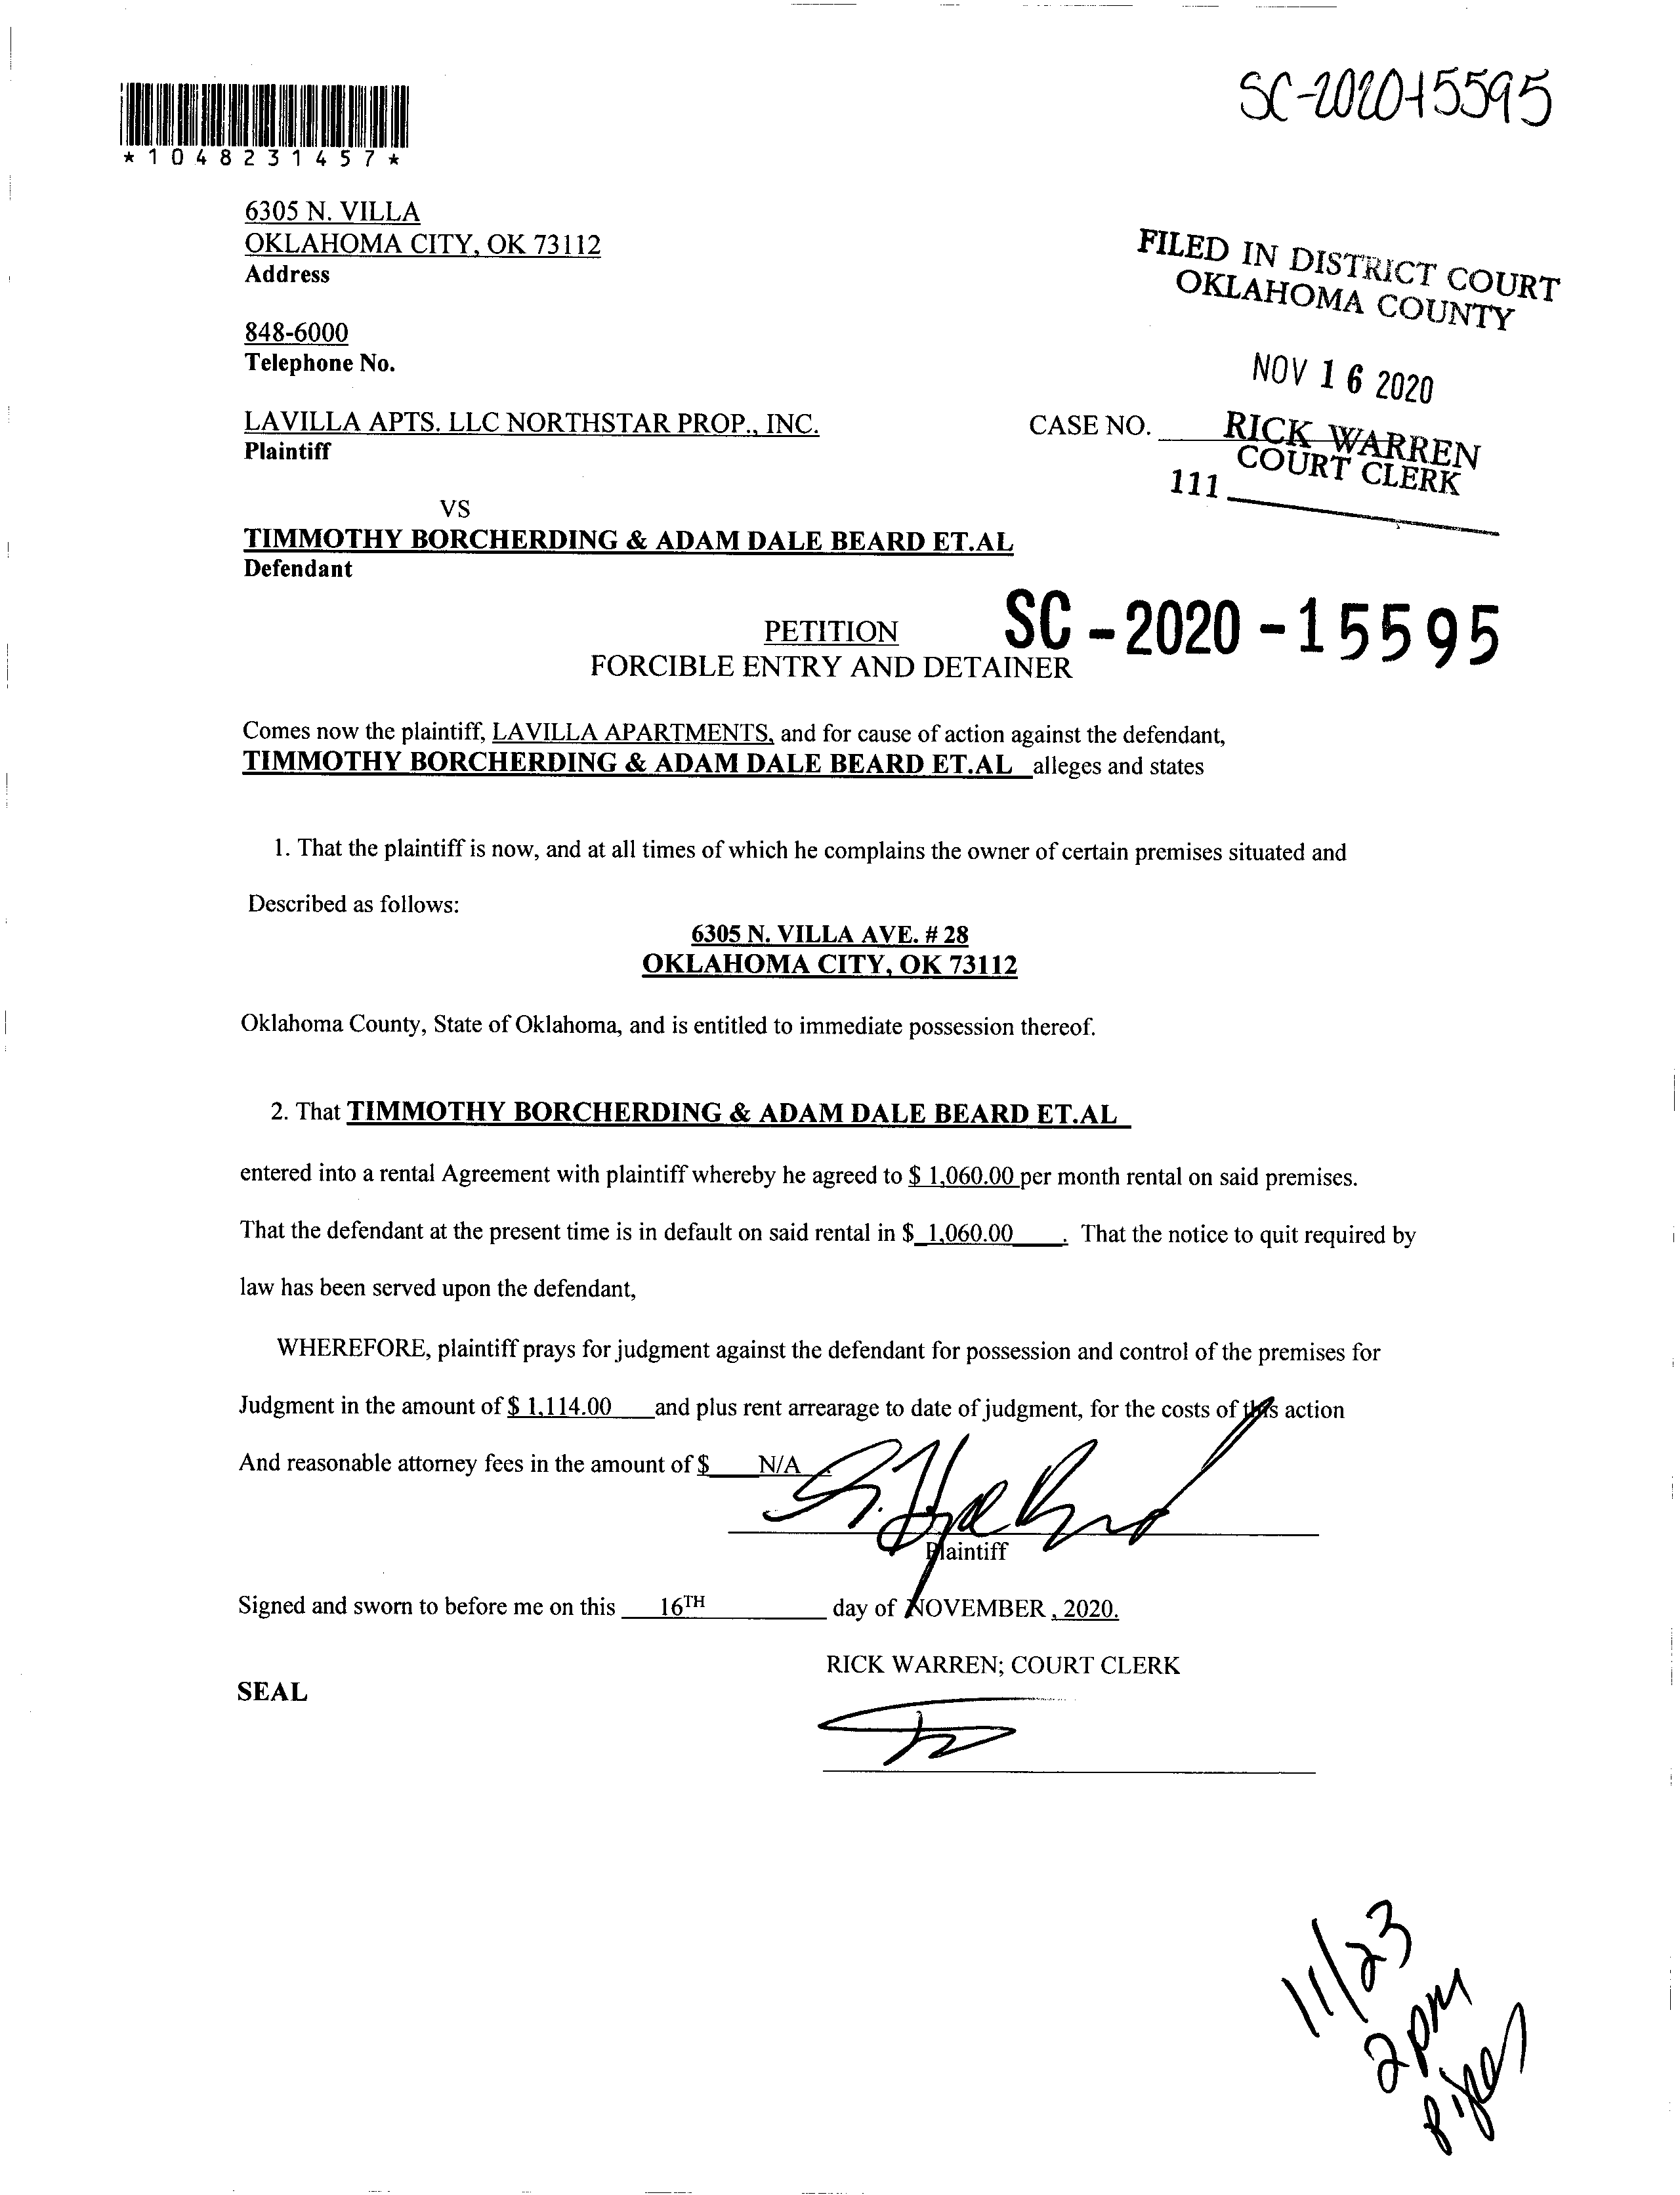 SC-2020-15595
*1048231457*
6305 N. VILLA
OKLAHOMA CITY, OK 73112
Address
FILED IN DISTRICT COURT
OKLAHOMA COUNTY
848-6000
Telephone No.
NOV 16 2020
LAVILLA APTS. LLC NORTHSTAR PROP., INC.
Plaintiff
CASE NO.
RICK WARREN
COURT CLERK
111
VS
TIMMOTHY BORCHERDING & ADAM DALE BEARD ET.AL
Defendant
SC-2020-15595
PETITION
FORCIBLE ENTRY AND DETAINER
Comes now the plaintiff, LAVILLA APARTMENTS, and for cause of action against the defendant,
TIMMOTHY BORCHERDING & ADAM DALE BEARD ET.AL alleges and states
1. That the plaintiff is now, and at all times of which he complains the owner of certain premises situated and
Described as follows:
6305 N. VILLA AVE. # 28
OKLAHOMA CITY, OK 73112
Oklahoma County, State of Oklahoma, and is entitled to immediate possession thereof.
2. That TIMMOTHY BORCHERDING & ADAM DALE BEARD ET.AL
entered into a rental Agreement with plaintiff whereby he agreed to $ 1,060.00 per month rental on said premises.
That the defendant at the present time is in default on said rental in $ 1,060.00 . That the notice to quit required by
law has been served upon the defendant,
WHEREFORE, plaintiff prays for judgment against the defendant for possession and control of the premises for
Judgment in the amount of $ 1,114.00 and plus rent arrearage to date of judgment, for the costs of this action
And reasonable attorney fees in the amount of $ N/A .
Plaintiff
Signed and sworn to before me on this 16TH day of NOVEMBER , 2020.
RICK WARREN; COURT CLERK
SEAL
11/23
2pm